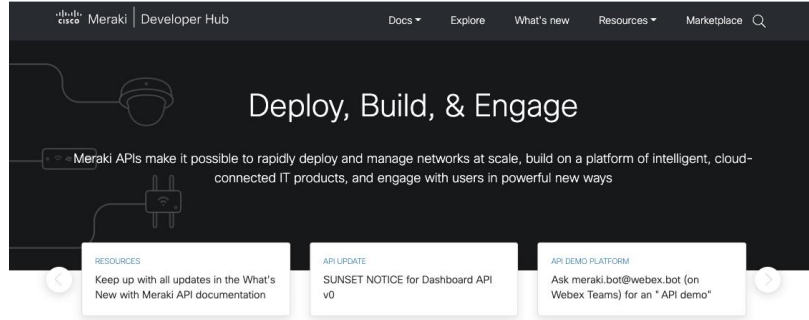 cisco Meraki | Developer Hub
Docs
Explore
What's new
Resources
Marketplace
Deploy, Build, & Engage
Meraki APIs make it possible to rapidly deploy and manage networks at scale, build on a platform of intelligent, cloud-
connected IT products, and engage with users in powerful new ways
RESOURCES
Keep up with all updates in the What's
New with Meraki API documentation
API UPDATE
SUNSET NOTICE for Dashboard API
v0
API DEMO PLATFORM
Ask meraki.bot@webex.bot (on
Webex Teams) for an " API demo"